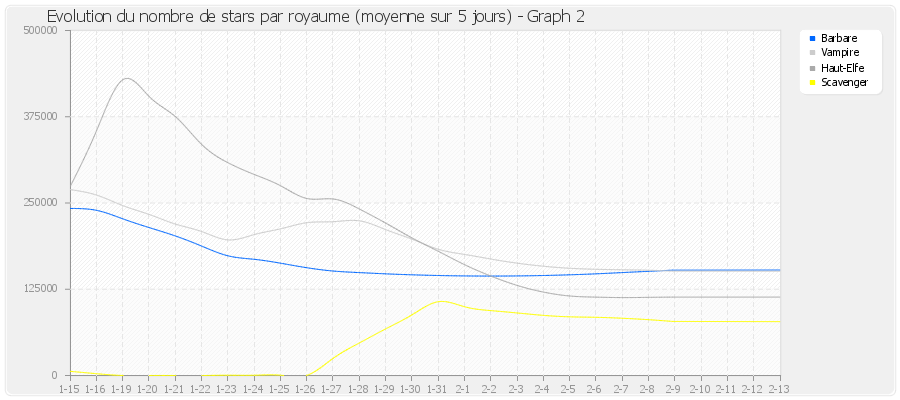 Evolution du nombre de stars par royaume (moyenne sur 5 jours) - Graph 2
500000
375000
250000
125000
0
1-15 1-16 1-19 1-20 1-21 1-22 1-23 1-24 1-25 1-26 1-27 1-28 1-29 1-30 1-31 2-1 2-2 2-3 2-4 2-5 2-6 2-7 2-8 2-9 2-10 2-11 2-12 2-13
Barbare
Vampire
Haut-Elfe
Scavenger